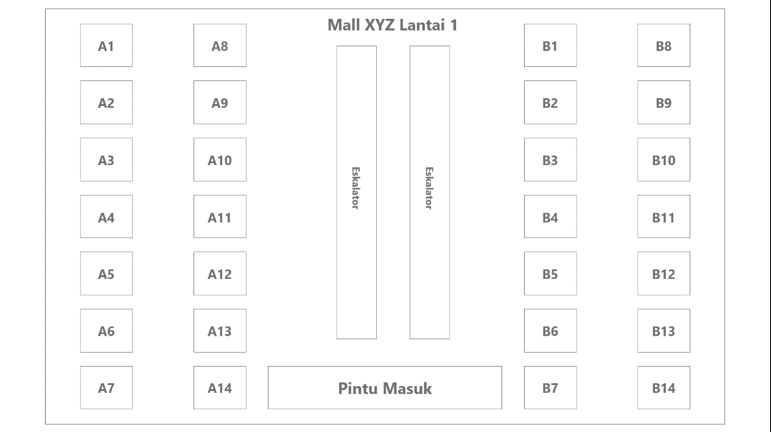 Mall XYZ Lantai 1
A1 A8 B1 B8
A2 A9 B2 B9
A3 A10 Eskalator Eskalator B3 B10
A4 A11 B4 B11
A5 A12 B5 B12
A6 A13 B6 B13
A7 A14 Pintu Masuk B7 B14